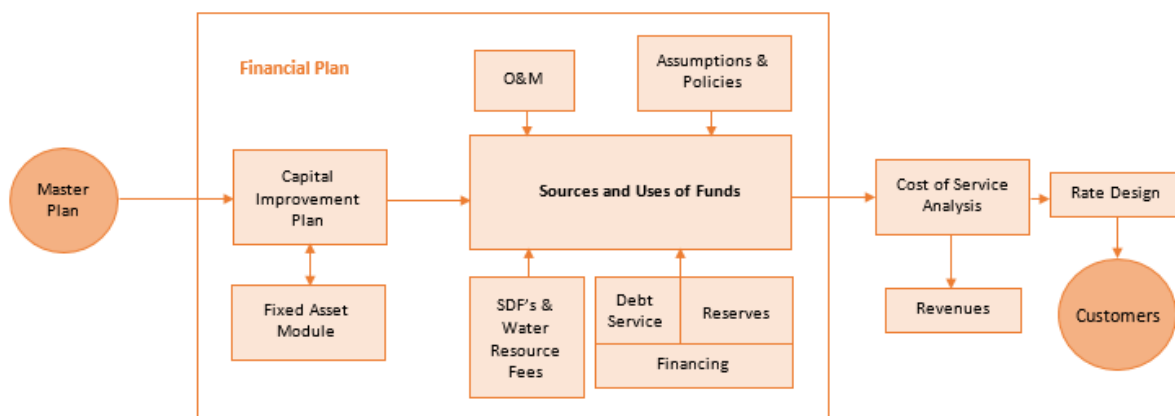 Financial Plan
O&M
Assumptions &
Policies
Master
Plan
Capital
Improvement
Plan
Sources and Uses of Funds
Cost of Service
Analysis
Rate Design
Fixed Asset
Module
SDF's &
Water
Resource
Fees
Debt
Service
Reserves
Financing
Revenues
Customers